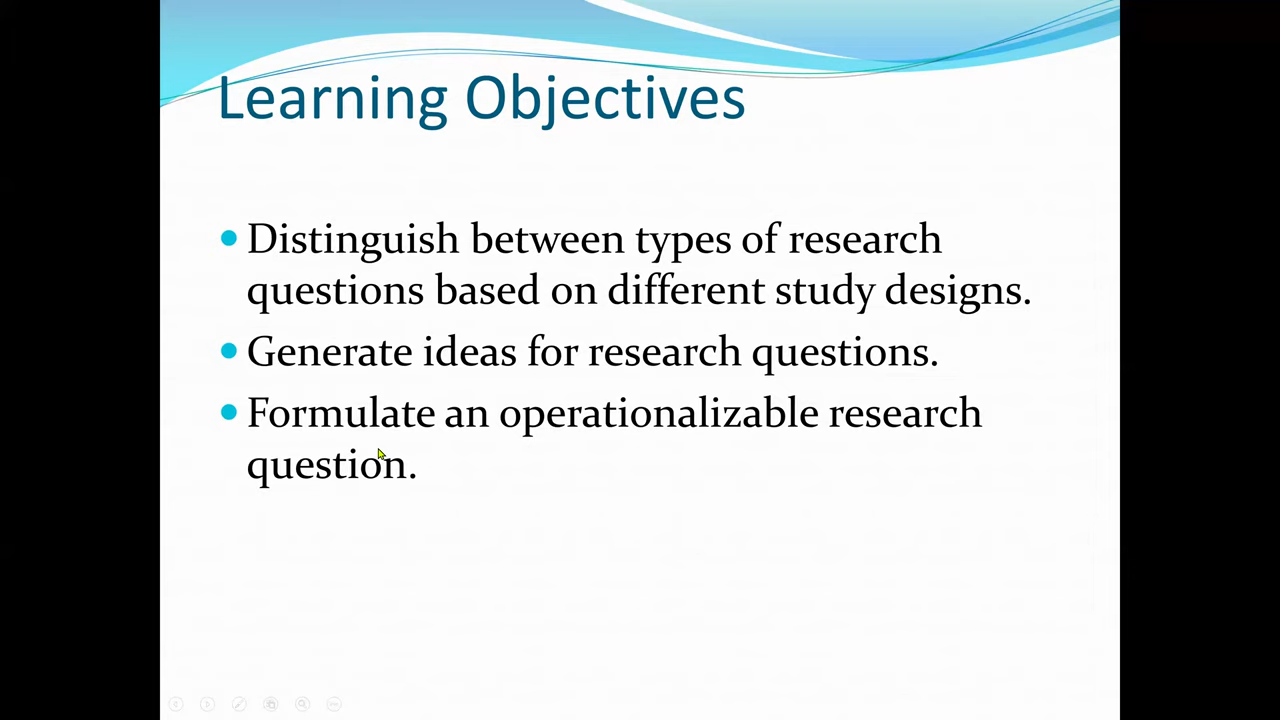 Learning Objectives
Distinguish between types of research
questions based on different study designs.
Generate ideas for research questions.
Formulate an operationalizable research
question.